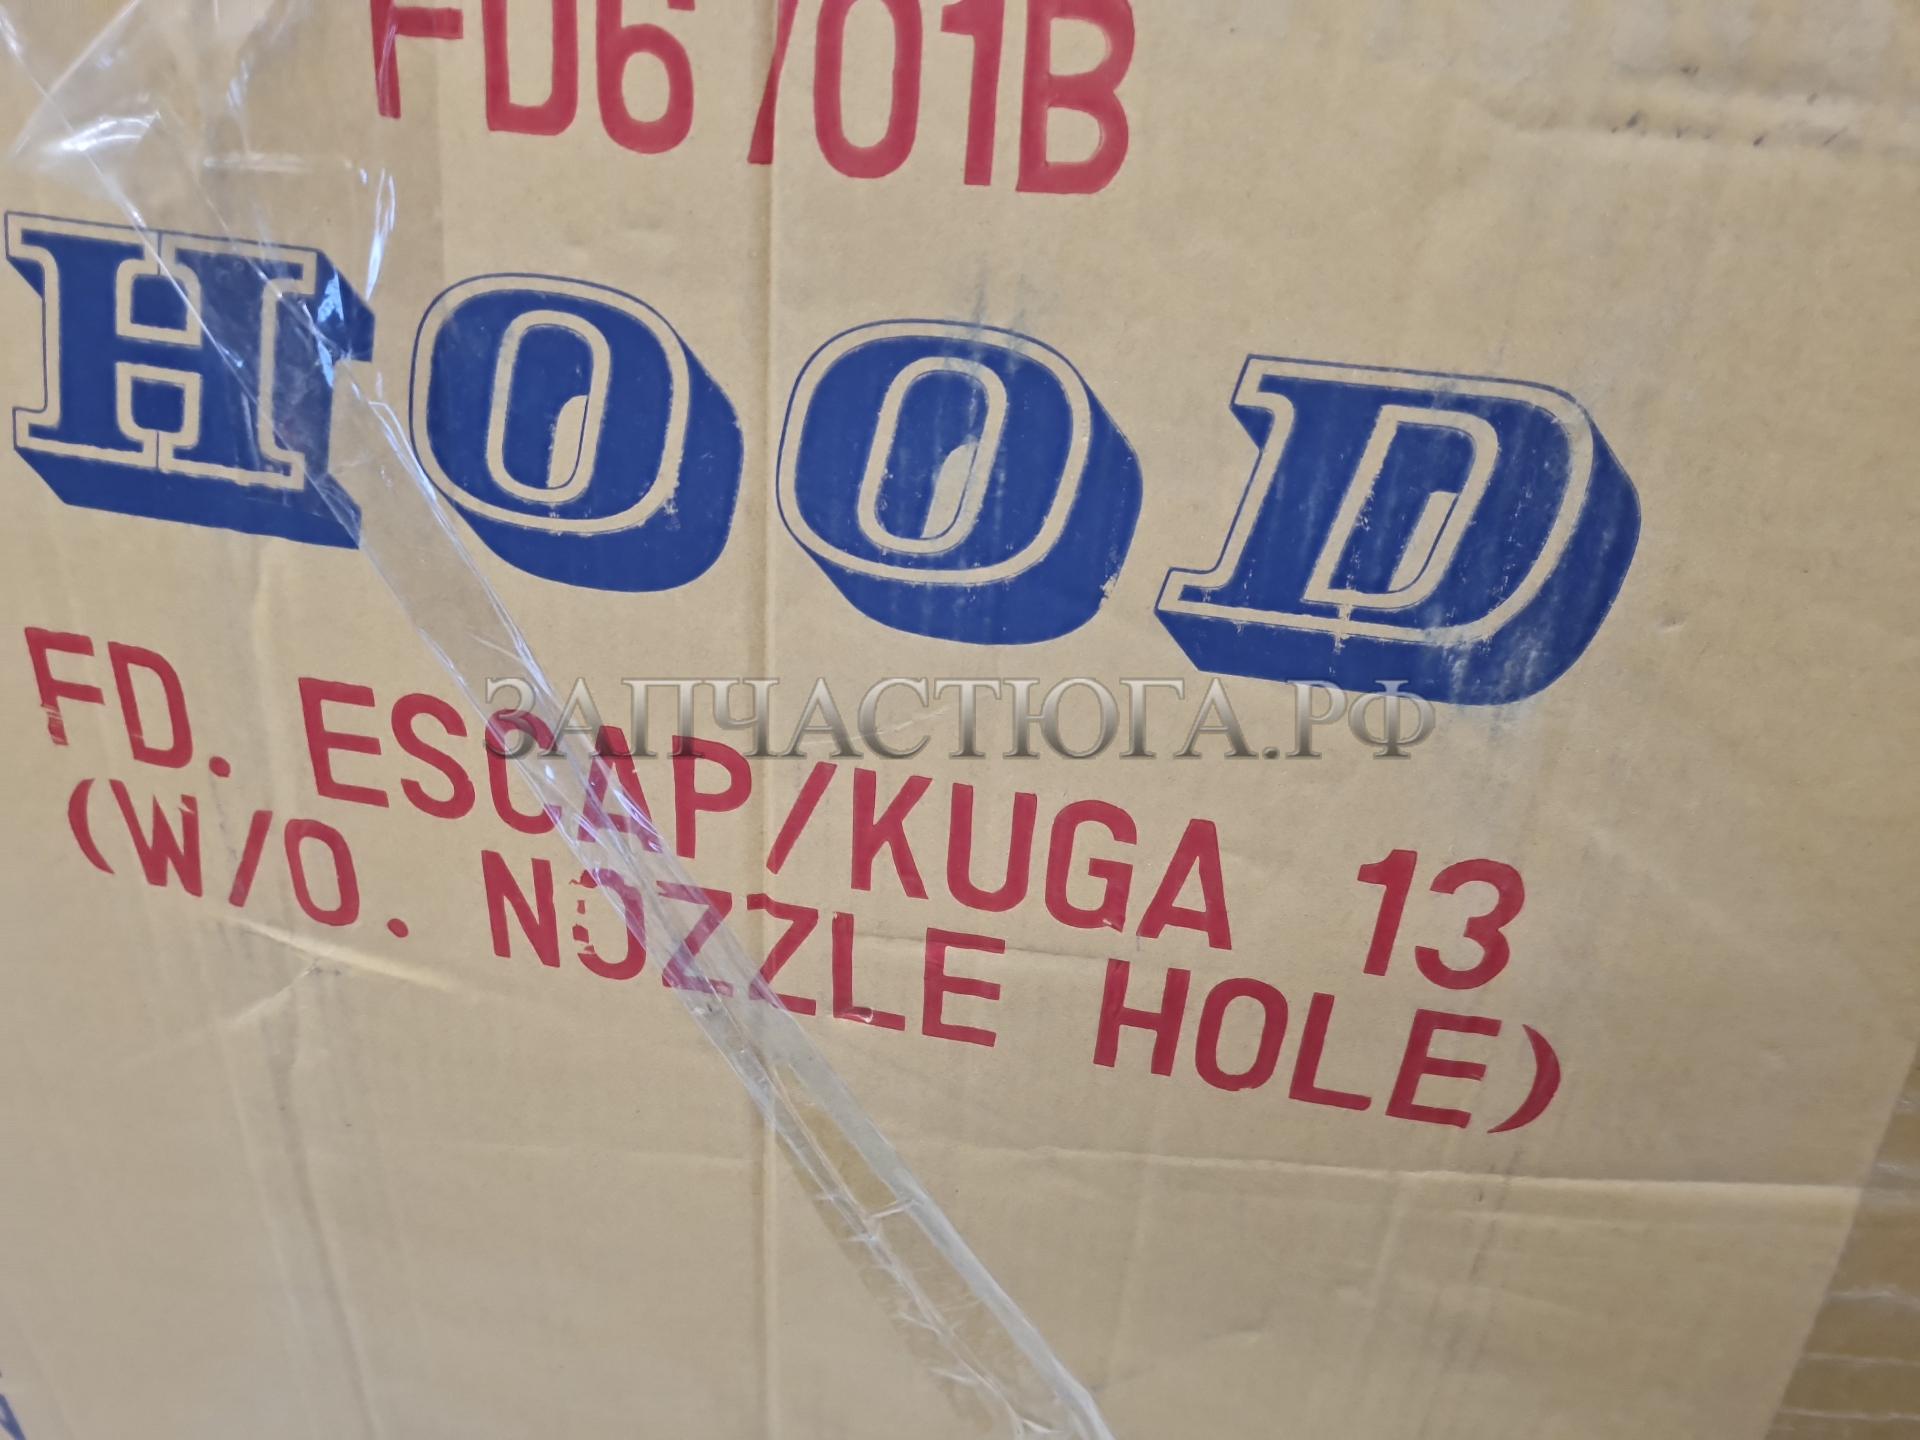 FD6701B
HOOD
ЗАПЧАСТЮГА.РФ
FD. ESCAP/KUGA 13
(W/O. NOZZLE HOLE)